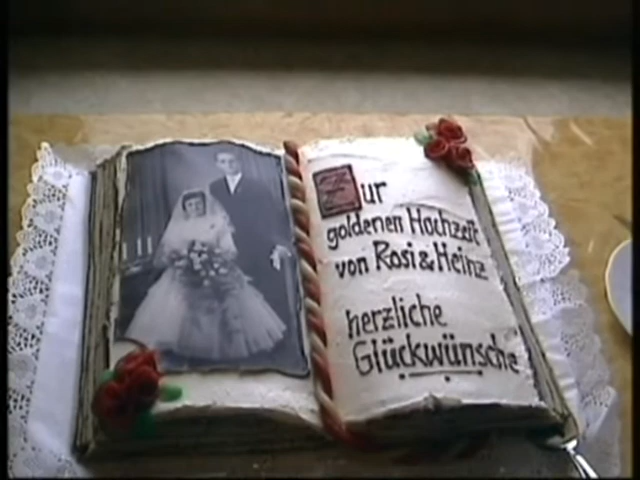 Zur
goldenen Hochzeit
von Rosi & Heinz
herzliche
Glückwünsche